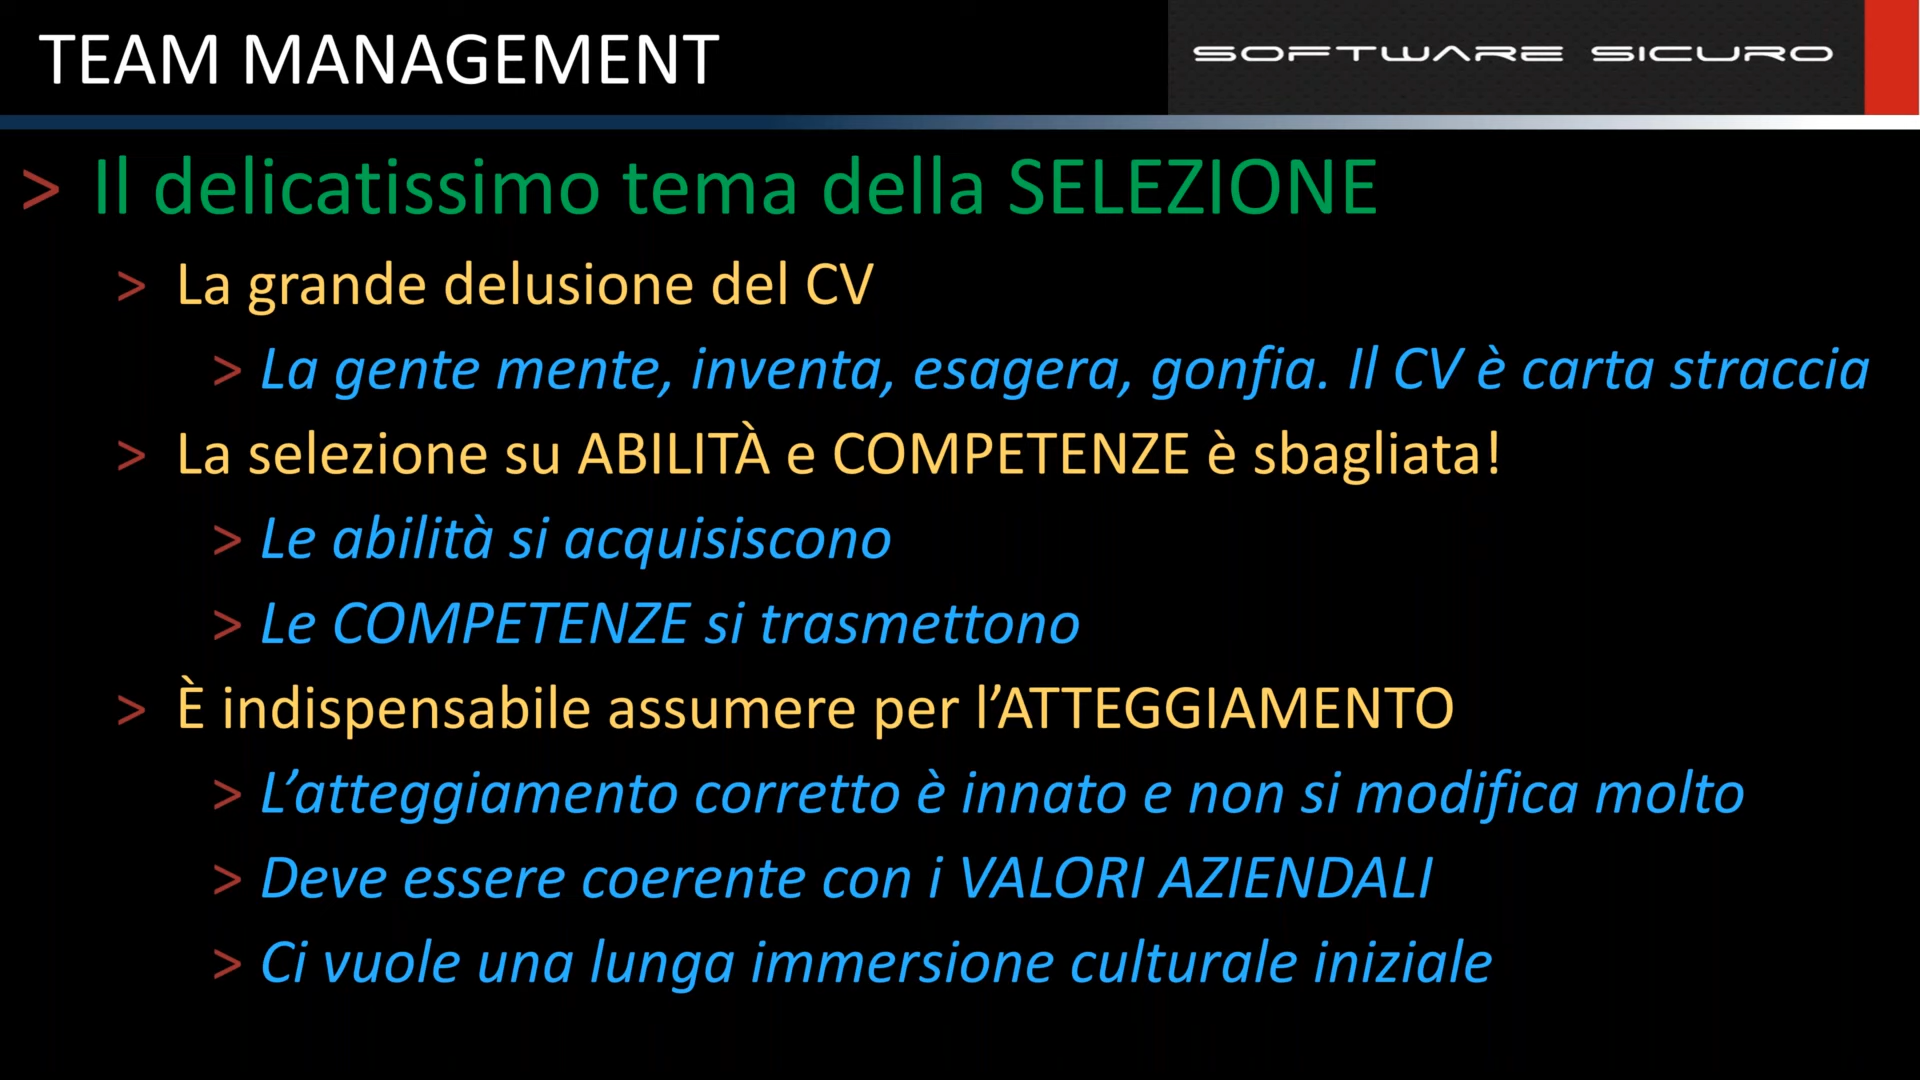 TEAM MANAGEMENT
SOFTWARE SICURO
> Il delicatissimo tema della SELEZIONE
> La grande delusione del CV
> La gente mente, inventa, esagera, gonfia. Il CV è carta straccia
> La selezione su ABILITÀ e COMPETENZE è sbagliata!
> Le abilità si acquisiscono
> Le COMPETENZE si trasmettono
> È indispensabile assumere per l’ATTEGGIAMENTO
> L’atteggiamento corretto è innato e non si modifica molto
> Deve essere coerente con i VALORI AZIENDALI
> Ci vuole una lunga immersione culturale iniziale